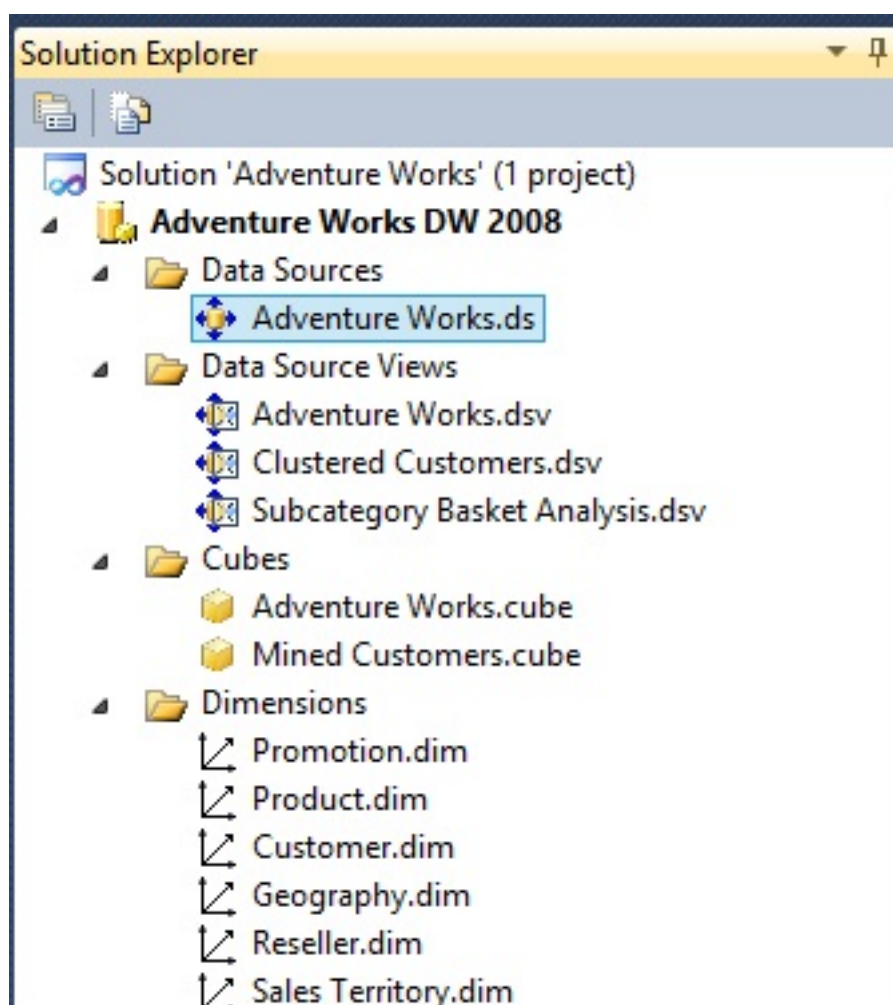 Solution Explorer
Solution 'Adventure Works' (1 project)
Adventure Works DW 2008
Data Sources
Adventure Works.ds
Data Source Views
Adventure Works.dsv
Clustered Customers.dsv
Subcategory Basket Analysis.dsv
Cubes
Adventure Works.cube
Mined Customers.cube
Dimensions
Promotion.dim
Product.dim
Customer.dim
Geography.dim
Reseller.dim
Sales Territory.dim